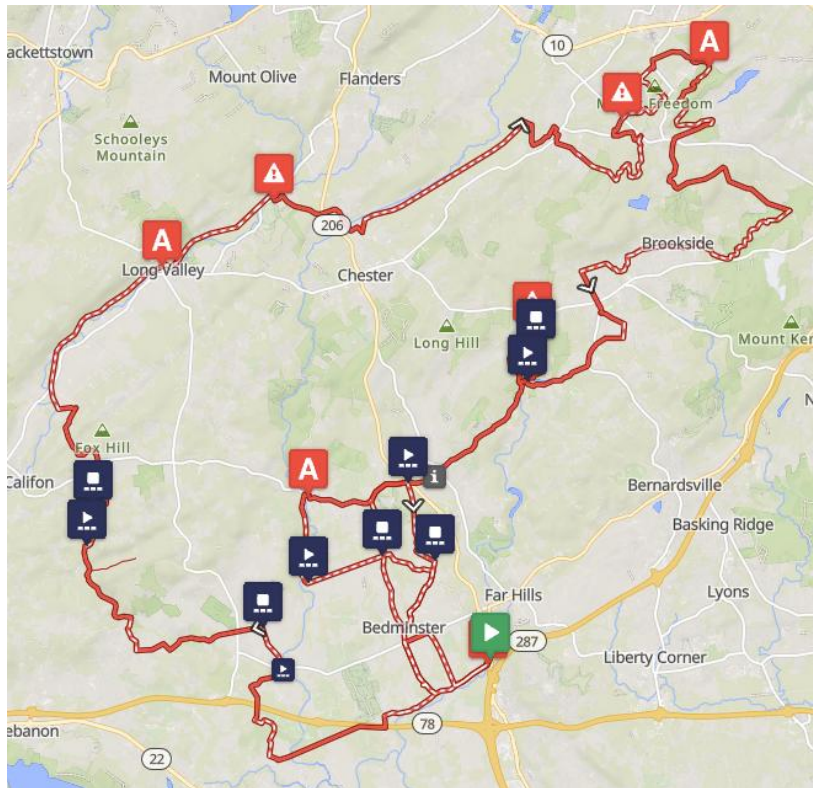 10
ackettstown
Mount Olive
Flanders
A
Freedom
Schooleys
Mountain
206
A
Long Valley
Chester
Brookside
Long Hill
Mount Ken
Fox Hill
Califon
A
i
Bernardsville
Basking Ridge
Far Hills
Lyons
Bedminster
287
Liberty Corner
78
ebanon
22